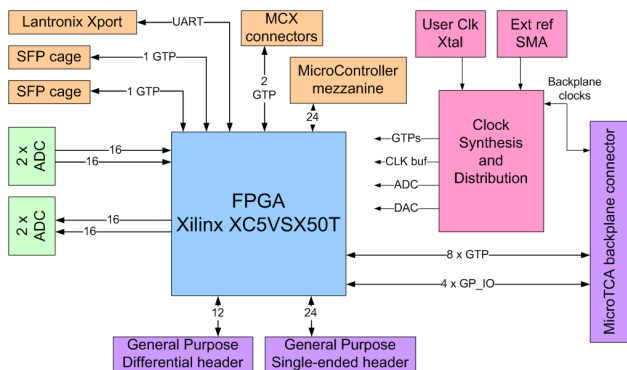 Lantronix Xport
UART
MCX
connectors
User Clk
Xtal
Ext ref
SMA
SFP cage
1 GTP
SFP cage
1 GTP
2
GTP
MicroController
mezzanine
24
Backplane
clocks
2 x
ADC
16
16
2 x
ADC
16
16
FPGA
Xilinx XC5VSX50T
GTPs
CLK buf
ADC
DAC
Clock
Synthesis
and
Distribution
8 x GTP
4 x GP_IO
MicroTCA backplane connector
12
24
General Purpose
Differential header
General Purpose
Single-ended header